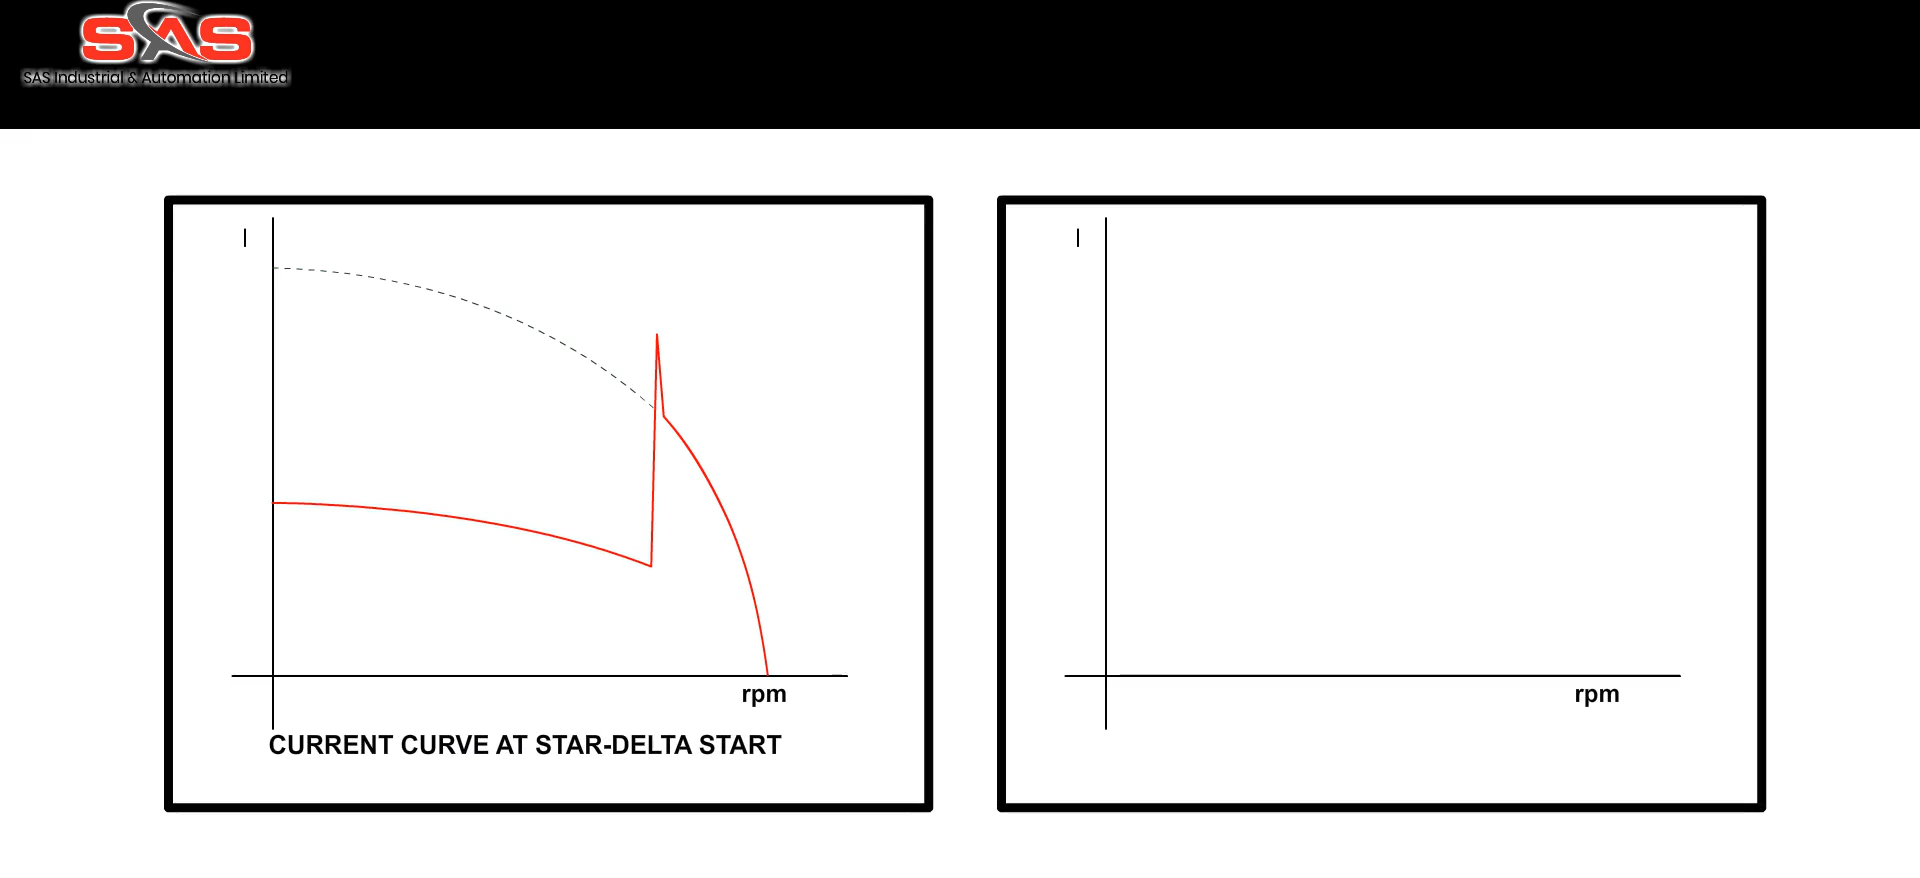 SAS
SAS Industrial & Automation Limited
I
rpm
CURRENT CURVE AT STAR-DELTA START
I
rpm